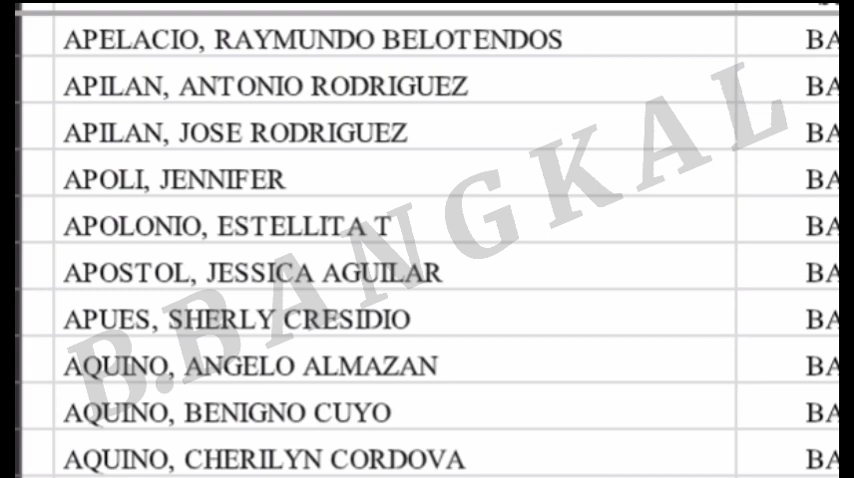 APELACIO, RAYMUNDO BELOTENDOS BA
APILAN, ANTONIO RODRIGUEZ BA
APILAN, JOSE RODRIGUEZ BA
APOLI, JENNIFER BA
APOLONIO, ESTELLITA T BA
APOSTOL, JESSICA AGUILAR BA
APUES, SHERLY CRESIDIO BA
AQUINO, ANGELO ALMAZAN BA
AQUINO, BENIGNO CUYO BA
AQUINO, CHERILYN CORDOVA BA
B.BANGKAL